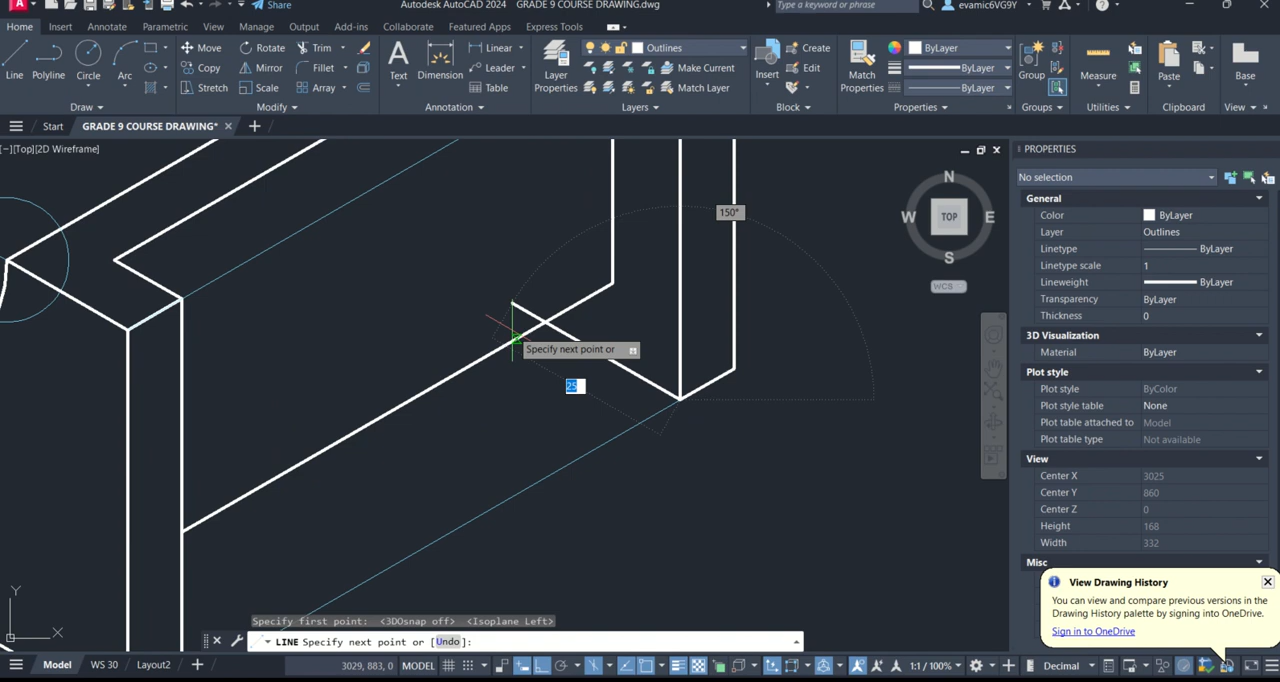 Share
Autodesk AutoCAD 2024 GRADE 9 COURSE DRAWING.dwg
Type a keyword or phrase
evamic6VG9Y
Home Insert Annotate Parametric View Manage Output Add-ins Collaborate Featured Apps Express Tools
Line Polyline Circle Arc
Move Rotate Trim
Copy Mirror Fillet
Stretch Scale Array
Text Dimension
Linear
Leader
Table
Layer Properties
Outlines
Make Current
Match Layer
Insert
Create
Edit
Match Properties
ByLayer
ByLayer
ByLayer
Group Measure Paste Base
Draw Modify Annotation Layers Block Properties Groups Utilities Clipboard View
Start GRADE 9 COURSE DRAWING*
[−][Top][2D Wireframe]
N
W TOP E
S
WCS
150°
Specify next point or
25
Y
X
PROPERTIES
No selection
General
Color ByLayer
Layer Outlines
Linetype ByLayer
Linetype scale 1
Lineweight ByLayer
Transparency ByLayer
Thickness 0
3D Visualization
Material ByLayer
Plot style
Plot style ByColor
Plot style table None
Plot table attached to Model
Plot table type Not available
View
Center X 3025
Center Y 860
Center Z 0
Height 168
Width 332
Misc
View Drawing History
You can view and compare previous versions in the
Drawing History palette by signing into OneDrive.
Sign in to OneDrive
Specify first point: <3DOsnap off> <Isoplane Left>
LINE Specify next point or [Undo]:
Model WS 30 Layout2
3029, 883, 0 MODEL
1:1 / 100%
Decimal